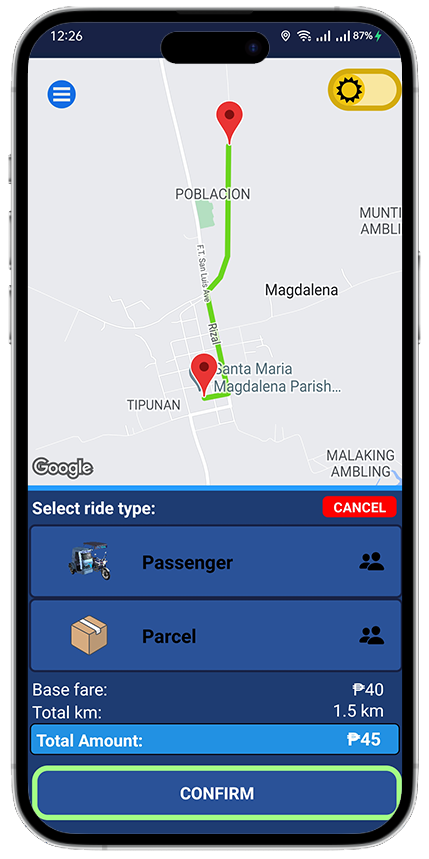 12:26
87%
POBLACION
MUNTI
AMBLI
F.T. San Luis Ave
Magdalena
Rizal
Santa Maria
Magdalena Parish...
TIPUNAN
MALAKING
AMBLING
Google
Select ride type:
CANCEL
Passenger
Parcel
Base fare: ₱40
Total km: 1.5 km
Total Amount: ₱45
CONFIRM